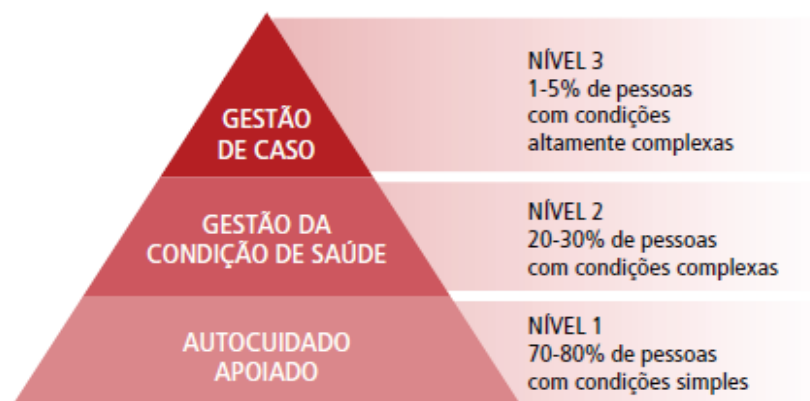 GESTÃO
DE CASO
NÍVEL 3
1-5% de pessoas
com condições
altamente complexas
GESTÃO DA
CONDIÇÃO DE SAÚDE
NÍVEL 2
20-30% de pessoas
com condições complexas
AUTOCUIDADO
APOIADO
NÍVEL 1
70-80% de pessoas
com condições simples